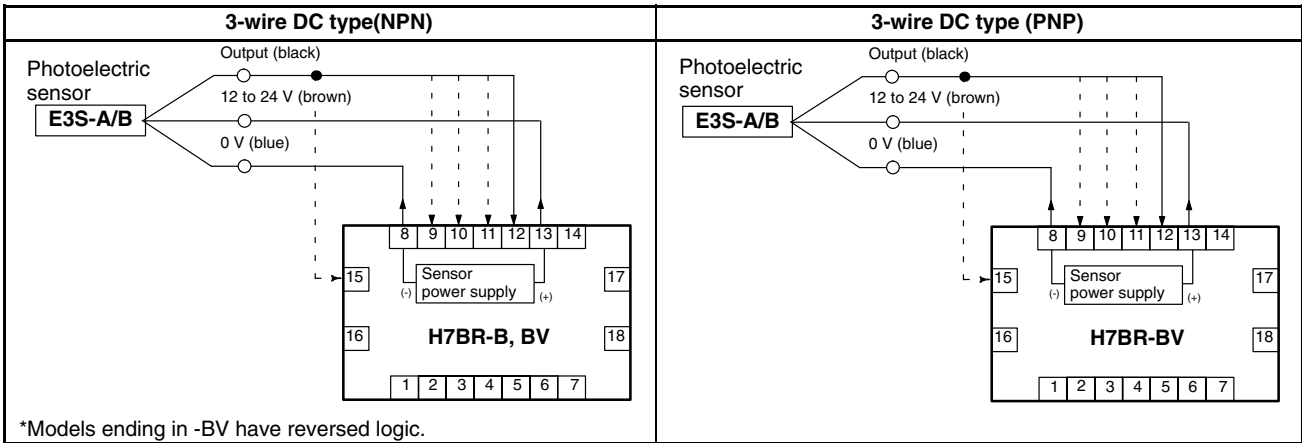 3-wire DC type(NPN)
Output (black)
Photoelectric
sensor
12 to 24 V (brown)
E3S-A/B
0 V (blue)
8 9 10 11 12 13 14
15
Sensor
power supply
(-)
(+)
17
16
H7BR-B, BV
18
1 2 3 4 5 6 7
*Models ending in -BV have reversed logic.
3-wire DC type (PNP)
Output (black)
Photoelectric
sensor
12 to 24 V (brown)
E3S-A/B
0 V (blue)
8 9 10 11 12 13 14
15
Sensor
power supply
(-)
(+)
17
16
H7BR-BV
18
1 2 3 4 5 6 7